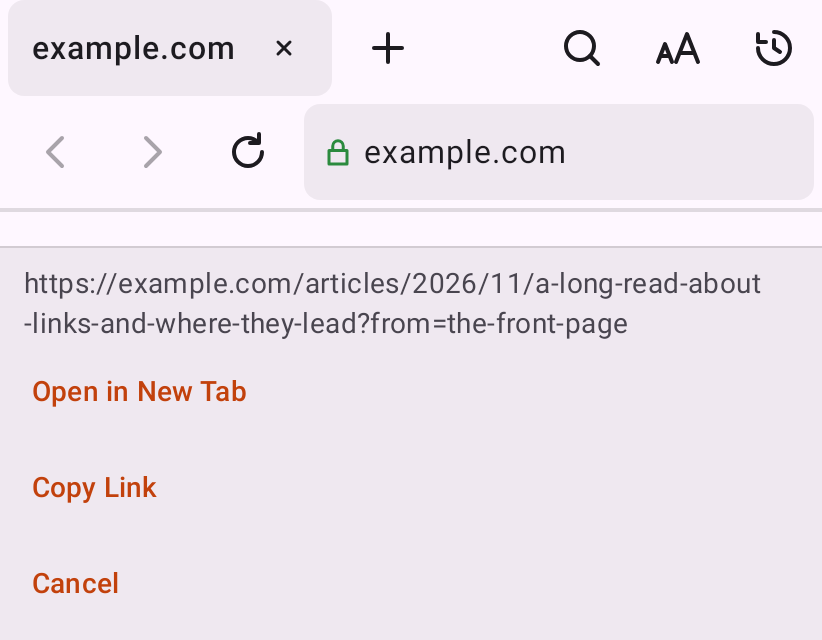 example.com
AA
example.com
https://example.com/articles/2026/11/a-long-read-about
-links-and-where-they-lead?from=the-front-page
Open in New Tab
Copy Link
Cancel